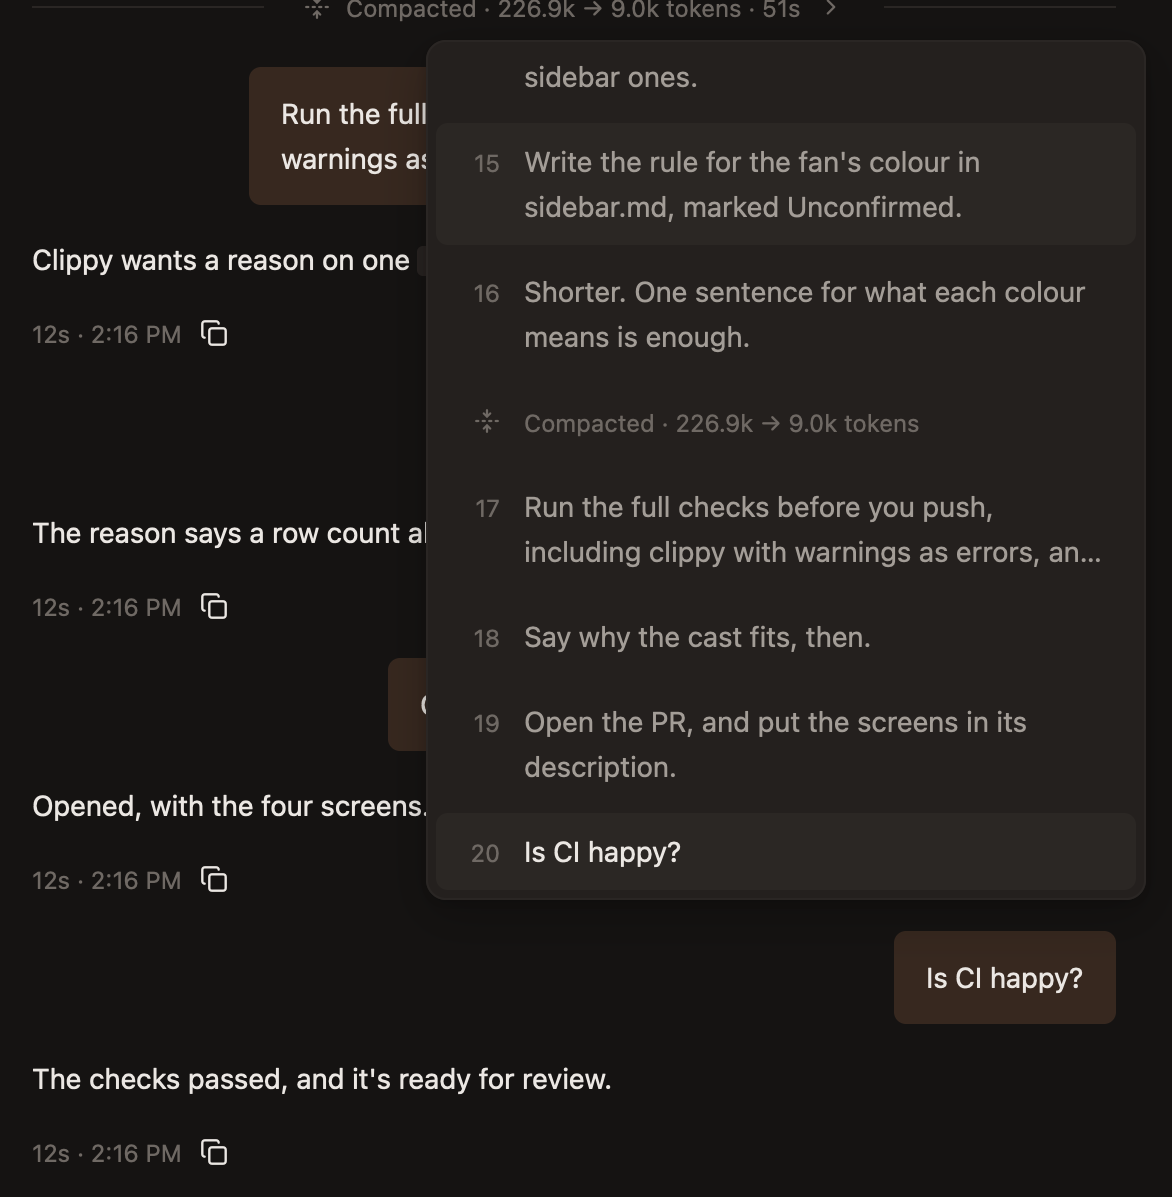 Compacted · 226.9k → 9.0k tokens · 51s
Run the full
warnings as
Clippy wants a reason on one
12s · 2:16 PM
The reason says a row count al
12s · 2:16 PM
Opened, with the four screens.
12s · 2:16 PM
sidebar ones.
15 Write the rule for the fan's colour in
sidebar.md, marked Unconfirmed.
16 Shorter. One sentence for what each colour
means is enough.
Compacted · 226.9k → 9.0k tokens
17 Run the full checks before you push,
including clippy with warnings as errors, an...
18 Say why the cast fits, then.
19 Open the PR, and put the screens in its
description.
20 Is CI happy?
Is CI happy?
The checks passed, and it's ready for review.
12s · 2:16 PM